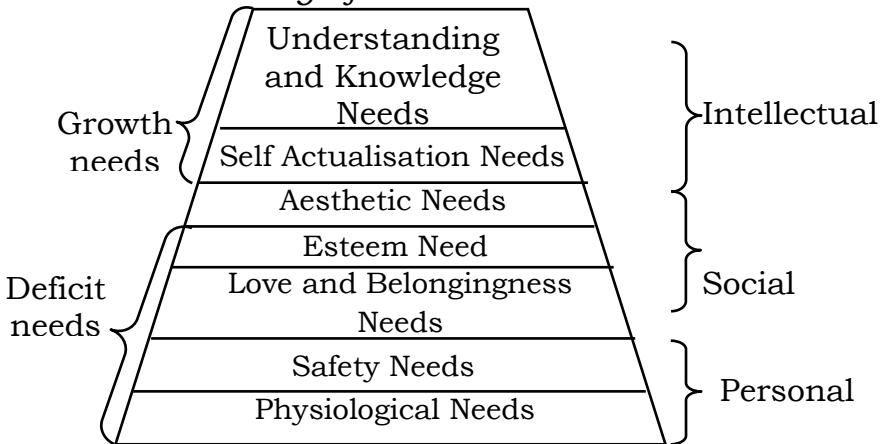 Understanding
and Knowledge
Needs
Growth
needs
Intellectual
Self Actualisation Needs
Aesthetic Needs
Esteem Need
Love and Belongingness
Needs
Deficit
needs
Social
Safety Needs
Personal
Physiological Needs